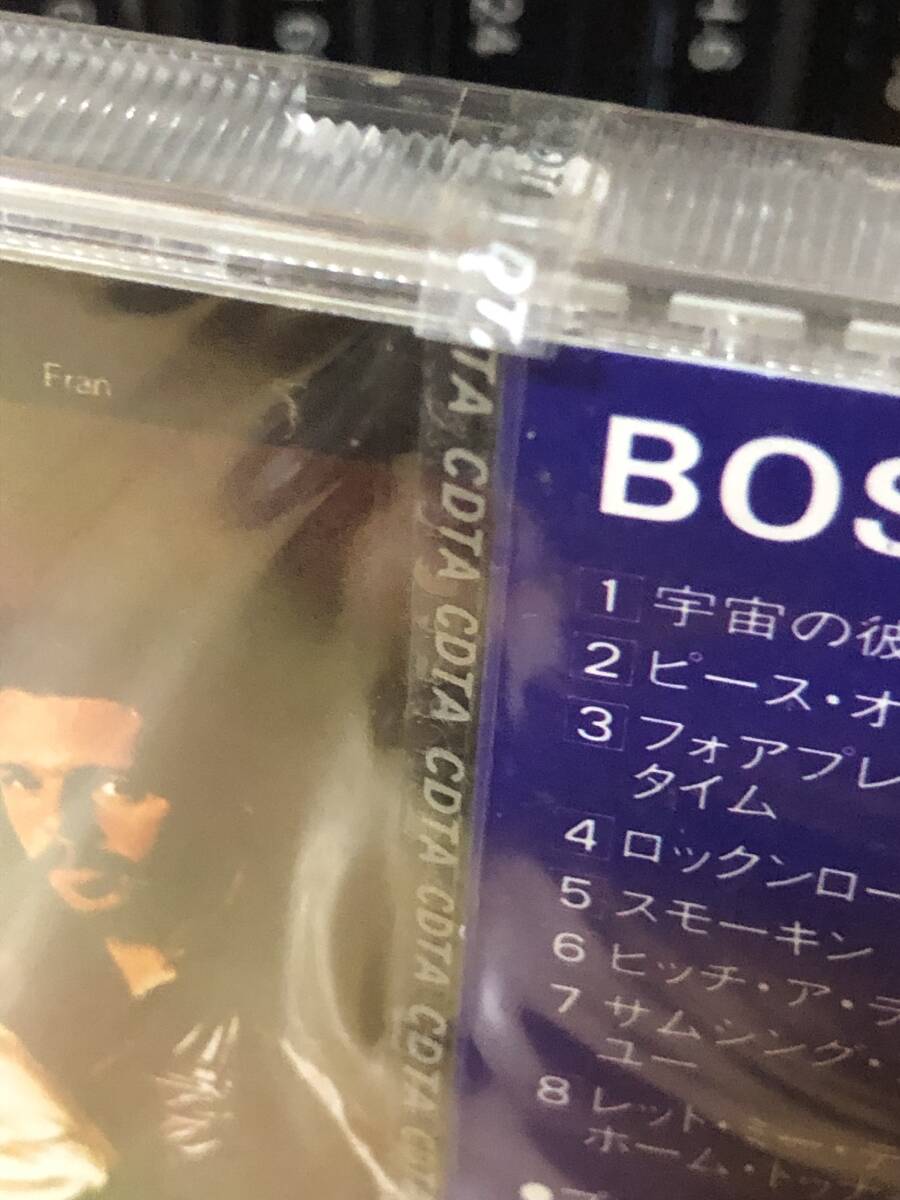 Fran
CDTA CDTA CDTA CDTA CDTA CDTA
BOS
1 宇宙の彼
2 ピース・オ
3 フォアプレ
タイム
4 ロックンロー
5 スモーキン
6 ヒッチ・ア・ラ
7 サムシング・
ユー
8 レット・ミー・テ
ホーム・トゥ